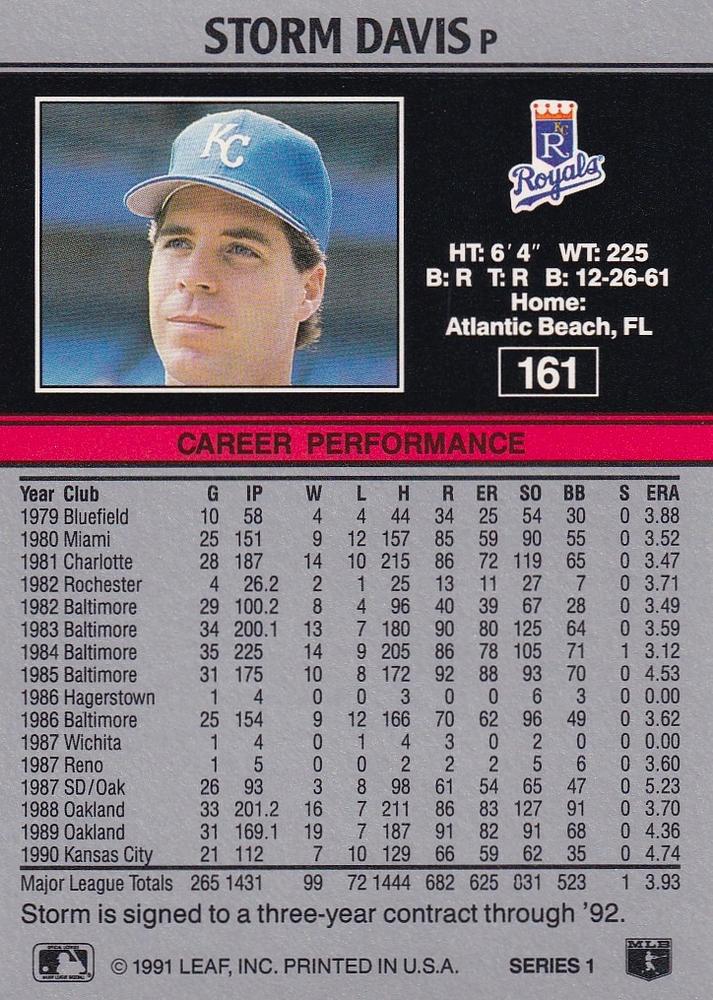 STORM DAVIS P
KC
KC
R
Royals
HT: 6'4" WT: 225
B: R T: R B: 12-26-61
Home:
Atlantic Beach, FL
161
CAREER PERFORMANCE
Year Club G IP W L H R ER SO BB S ERA
1979 Bluefield 10 58 4 4 44 34 25 54 30 0 3.88
1980 Miami 25 151 9 12 157 85 59 90 55 0 3.52
1981 Charlotte 28 187 14 10 215 86 72 119 65 0 3.47
1982 Rochester 4 26.2 2 1 25 13 11 27 7 0 3.71
1982 Baltimore 29 100.2 8 4 96 40 39 67 28 0 3.49
1983 Baltimore 34 200.1 13 7 180 90 80 125 64 0 3.59
1984 Baltimore 35 225 14 9 205 86 78 105 71 1 3.12
1985 Baltimore 31 175 10 8 172 92 88 93 70 0 4.53
1986 Hagerstown 1 4 0 0 3 0 0 6 3 0 0.00
1986 Baltimore 25 154 9 12 166 70 62 96 49 0 3.62
1987 Wichita 1 4 0 1 4 3 0 2 0 0 0.00
1987 Reno 1 5 0 0 2 2 2 5 6 0 3.60
1987 SD/Oak 26 93 3 8 98 61 54 65 47 0 5.23
1988 Oakland 33 201.2 16 7 211 86 83 127 91 0 3.70
1989 Oakland 31 169.1 19 7 187 91 82 91 68 0 4.36
1990 Kansas City 21 112 7 10 129 66 59 62 35 0 4.74
Major League Totals 265 1431 99 72 1444 682 625 831 523 1 3.93
Storm is signed to a three-year contract through '92.
© 1991 LEAF, INC. PRINTED IN U.S.A. SERIES 1
MLB